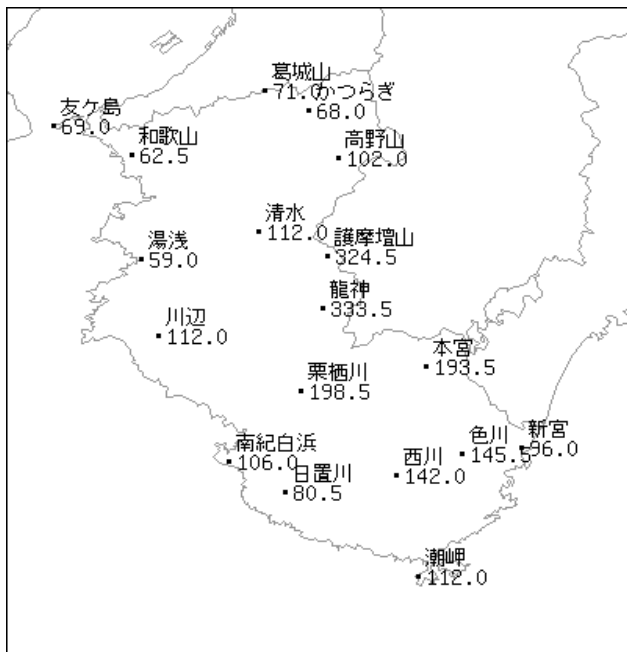 葛城山
71.0
かつらぎ
68.0
友ケ島
69.0
和歌山
62.5
高野山
102.0
清水
112.0
湯浅
59.0
護摩壇山
324.5
龍神
333.5
川辺
112.0
本宮
193.5
栗栖川
198.5
新宮
96.0
色川
145.5
南紀白浜
106.0
西川
142.0
日置川
80.5
潮岬
112.0